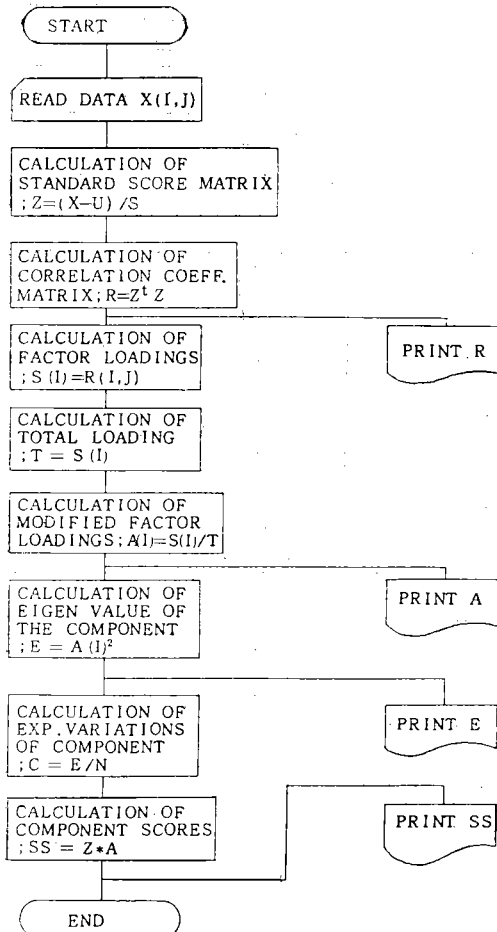 START
READ DATA X(I,J)
CALCULATION OF
STANDARD SCORE MATRIX
;Z=(X-U)/S
CALCULATION OF
CORRELATION COEFF.
MATRIX;R=Zᵗ Z
PRINT R
CALCULATION OF
FACTOR LOADINGS
;S(I)=R(I,J)
CALCULATION OF
TOTAL LOADING
;T = S(I)
CALCULATION OF
MODIFIED FACTOR
LOADINGS;A(I)=S(I)/T
PRINT A
CALCULATION OF
EIGEN VALUE OF
THE COMPONENT
;E = A(I)²
PRINT E
CALCULATION OF
EXP.VARIATIONS
OF COMPONENT
;C = E/N
CALCULATION OF
COMPONENT SCORES
;SS = Z*A
PRINT SS
END